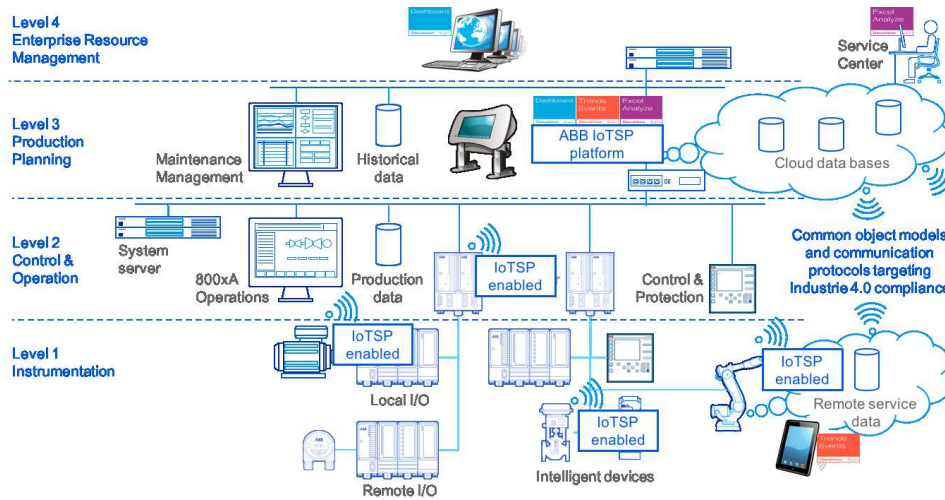 Level 4
Enterprise Resource
Management
Dashboard
Excel
Analyze
Service
Center
Level 3
Production
Planning
Maintenance
Management
Historical
data
Dashboard
Trends
Events
Excel
Analyze
ABB IoTSP
platform
Cloud data bases
Level 2
Control &
Operation
System
server
800xA
Operations
Production
data
IoTSP
enabled
Control &
Protection
Common object models
and communication
protocols targeting
Industrie 4.0 compliance
Level 1
Instrumentation
IoTSP
enabled
Local I/O
Remote I/O
IoTSP
enabled
Intelligent devices
IoTSP
enabled
Remote service
data
Trends
Events